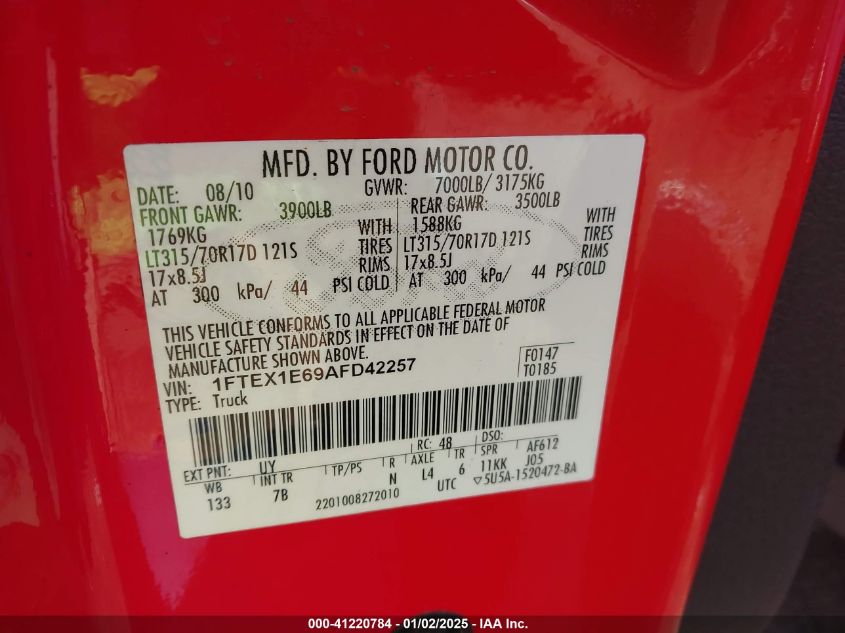 MFD. BY FORD MOTOR CO.
DATE: 08/10 GVWR: 7000LB/ 3175KG
FRONT GAWR: 3900LB REAR GAWR: 3500LB
1769KG WITH 1588KG WITH
LT315/70R17D 121S TIRES LT315/70R17D 121S TIRES
17x8.5J RIMS 17x8.5J RIMS
AT 300 kPa/ 44 PSI COLD AT 300 kPa/ 44 PSI COLD
THIS VEHICLE CONFORMS TO ALL APPLICABLE FEDERAL MOTOR
VEHICLE SAFETY STANDARDS IN EFFECT ON THE DATE OF
MANUFACTURE SHOWN ABOVE.
VIN: 1FTEX1E69AFD42257 F0147
TYPE: Truck T0185
EXT PNT: UY RC: 48 DSO: AF612
WB INT TR TP/PS R AXLE TR SPR J05
133 7B N L4 6 11KK
2201008272010 UTC ▽5U5A-1520472-BA
000-41220784 - 01/02/2025 - IAA Inc.